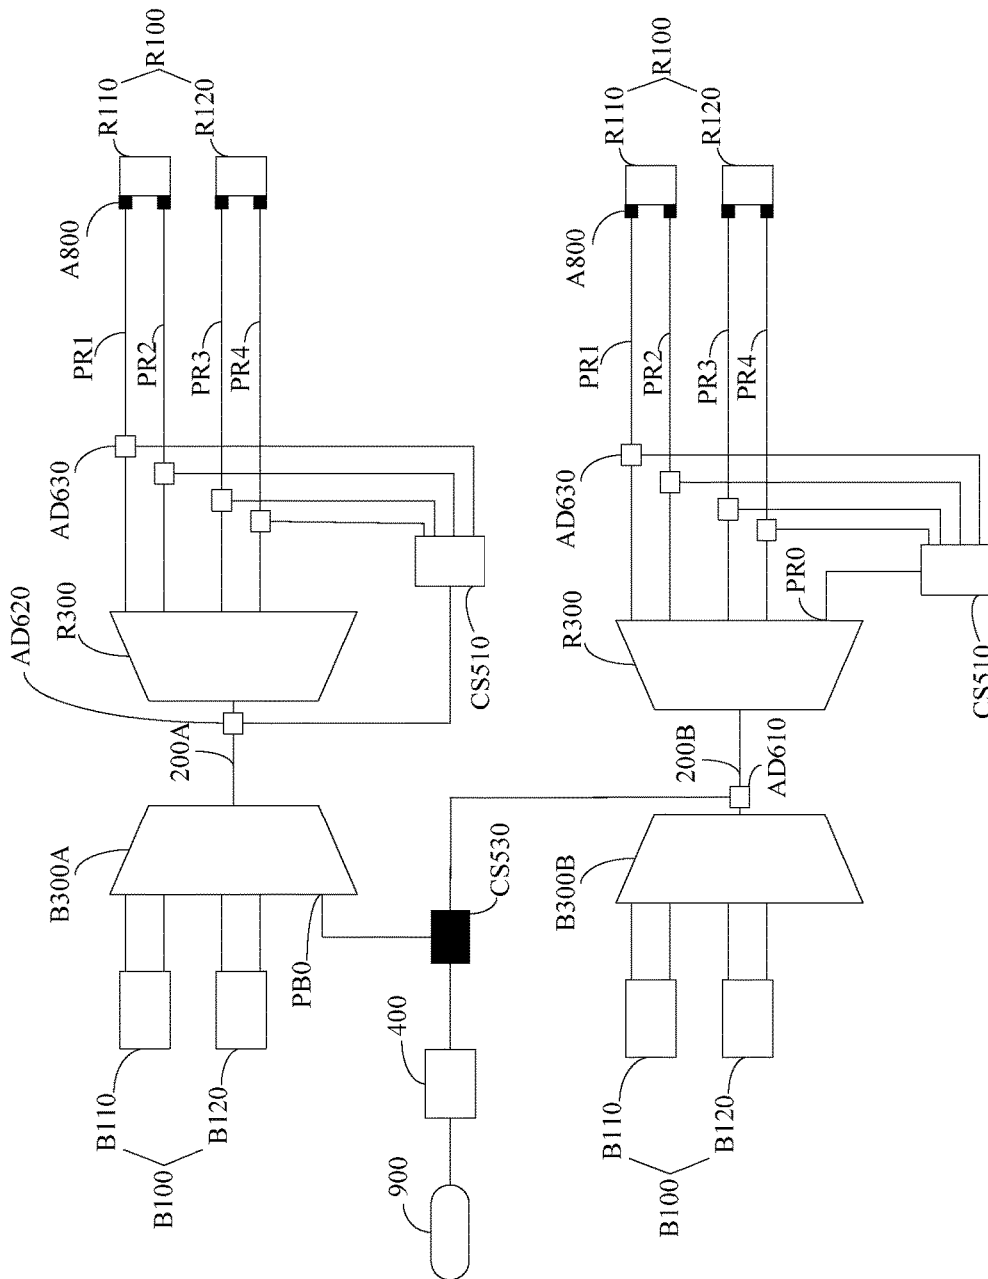 R100
R110
R120
A800
PR1
PR2
PR3
PR4
AD630
AD620
R300
CS510
200A
B300A
PB0
CS530
B110
B120
B100
400
900
R100
R110
R120
A800
PR1
PR2
PR3
PR4
AD630
R300
PR0
CS510
200B
AD610
B300B
B110
B120
B100